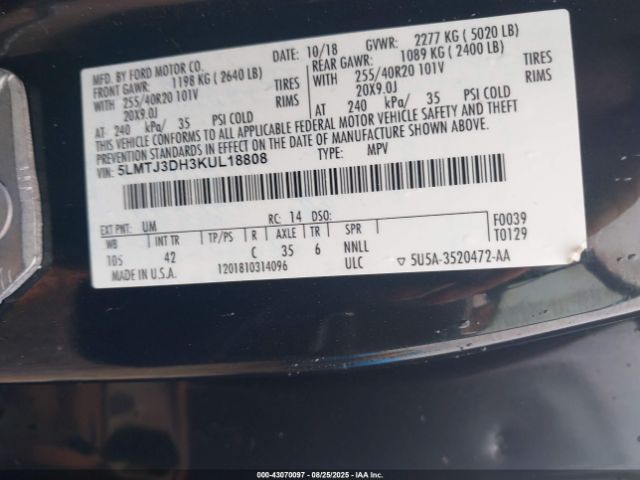 MFD. BY FORD MOTOR CO. DATE: 10/18 GVWR: 2277 KG ( 5020 LB)
FRONT GAWR: 1198 KG ( 2640 LB) REAR GAWR: 1089 KG ( 2400 LB)
WITH 255/40R20 101V TIRES WITH 255/40R20 101V TIRES
20X9.0J RIMS 20X9.0J RIMS
AT 240 kPa/ 35 PSI COLD AT 240 kPa/ 35 PSI COLD
THIS VEHICLE CONFORMS TO ALL APPLICABLE FEDERAL MOTOR VEHICLE SAFETY AND THEFT
PREVENTION STANDARDS IN EFFECT ON THE DATE OF MANUFACTURE SHOWN ABOVE.
VIN: 5LMTJ3DH3KUL18808 TYPE: MPV
EXT PNT: UM RC: 14 DSO: F0039
WB INT TR TP/PS R AXLE TR SPR T0129
105 42 C 35 6 NNLL
MADE IN U.S.A. 1201810314096 ULC ▽ 5U5A-3520472-AA
000-43070097 - 08/25/2025 - IAA Inc.